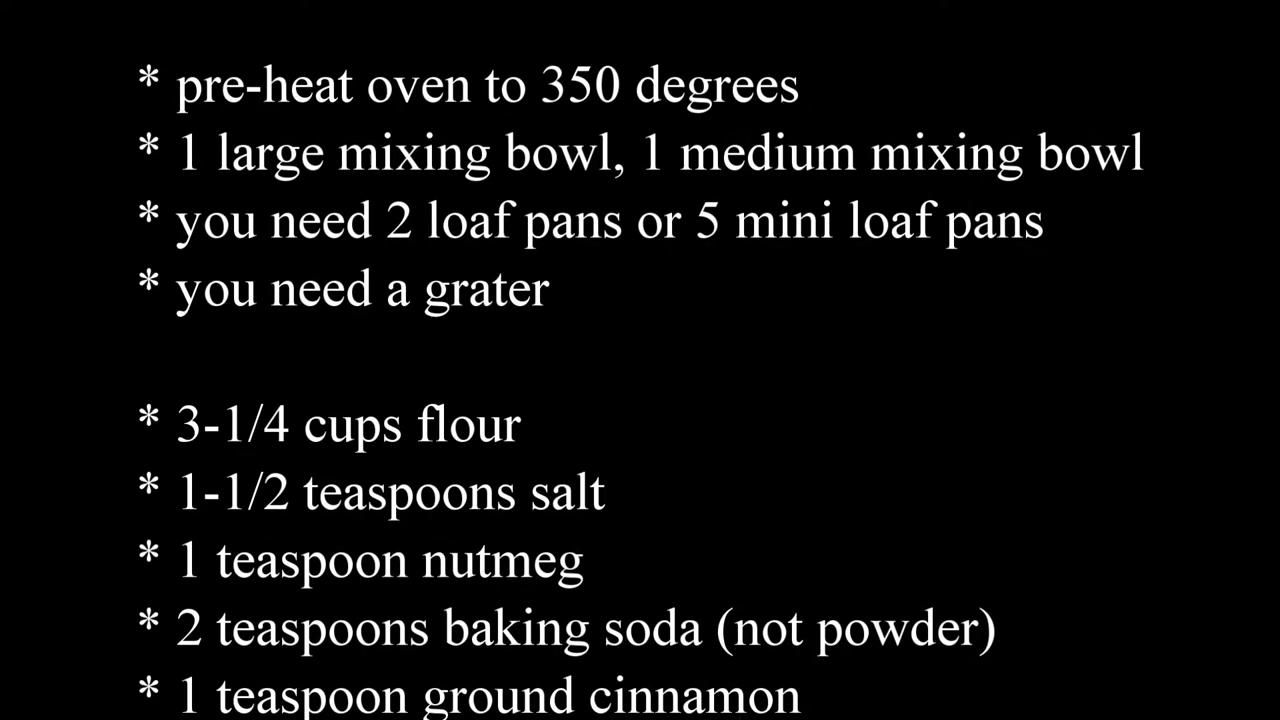 * pre-heat oven to 350 degrees
* 1 large mixing bowl, 1 medium mixing bowl
* you need 2 loaf pans or 5 mini loaf pans
* you need a grater
* 3-1/4 cups flour
* 1-1/2 teaspoons salt
* 1 teaspoon nutmeg
* 2 teaspoons baking soda (not powder)
* 1 teaspoon ground cinnamon